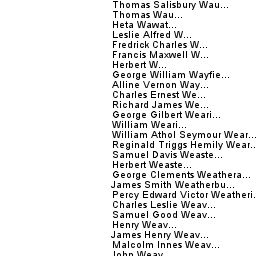 Thomas Salisbury Wau...
Thomas Wau...
Heta Wawat...
Leslie Alfred W...
Fredrick Charles W...
Francis Maxwell W...
Herbert W...
George William Wayfie...
Alline Vernon Way...
Charles Ernest We...
Richard James We...
George Gilbert Weari...
William Weari...
William Athol Seymour Wear...
Reginald Triggs Hemily Wear..
Samuel Davis Weaste...
Herbert Weaste...
George Clements Weathera...
James Smith Weatherbu...
Percy Edward Victor Weatheri.
Charles Leslie Weav...
Samuel Good Weav...
Henry Weav...
James Henry Weav...
Malcolm Innes Weav...
John Weav